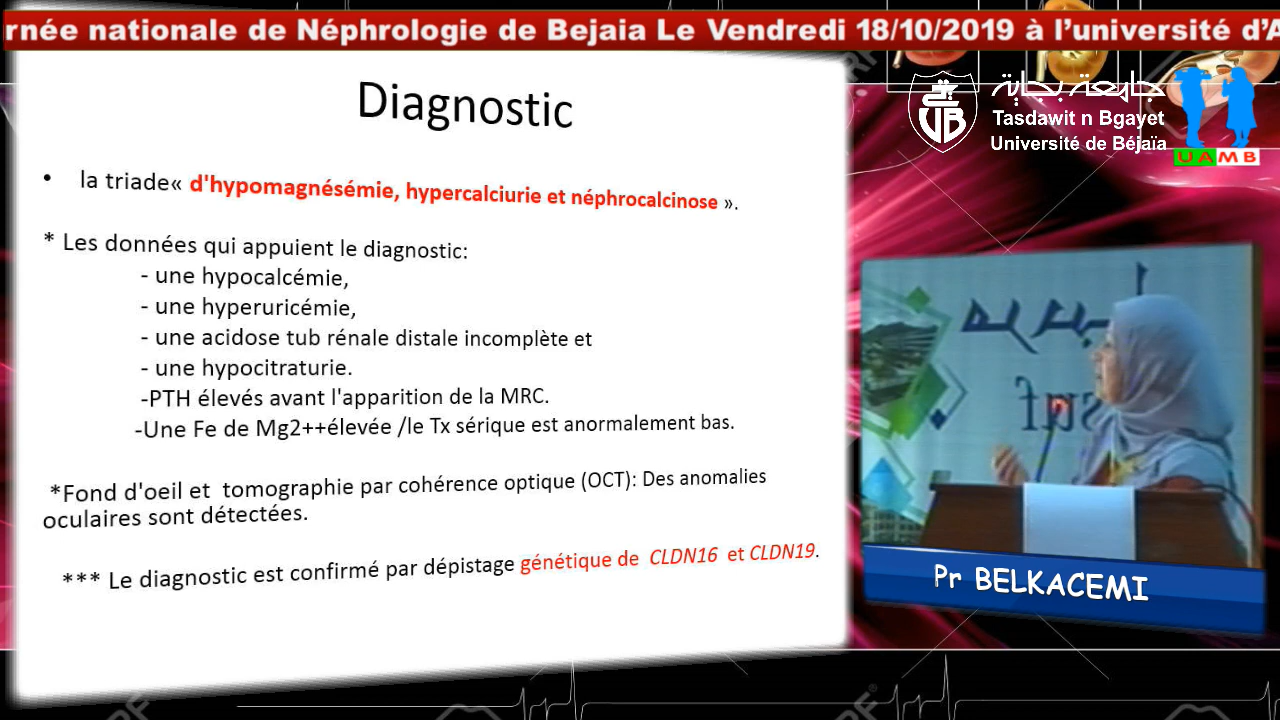 rnée nationale de Néphrologie de Bejaia Le Vendredi 18/10/2019 à l'université d'A
Diagnostic
• la triade« d'hypomagnésémie, hypercalciurie et néphrocalcinose ».
* Les données qui appuient le diagnostic:
- une hypocalcémie,
- une hyperuricémie,
- une acidose tub rénale distale incomplète et
- une hypocitraturie.
-PTH élevés avant l'apparition de la MRC.
-Une Fe de Mg2++élevée /le Tx sérique est anormalement bas.
*Fond d'oeil et tomographie par cohérence optique (OCT): Des anomalies
oculaires sont détectées.
*** Le diagnostic est confirmé par dépistage génétique de CLDN16 et CLDN19.
جامعة بجاية
Tasdawit n Bgayet
Université de Béjaïa
UAMB
Pr BELKACEMI